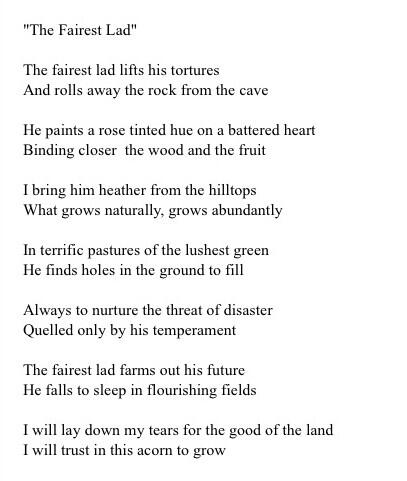 "The Fairest Lad"
The fairest lad lifts his tortures
And rolls away the rock from the cave
He paints a rose tinted hue on a battered heart
Binding closer  the wood and the fruit
I bring him heather from the hilltops
What grows naturally, grows abundantly
In terrific pastures of the lushest green
He finds holes in the ground to fill
Always to nurture the threat of disaster
Quelled only by his temperament
The fairest lad farms out his future
He falls to sleep in flourishing fields
I will lay down my tears for the good of the land
I will trust in this acorn to grow